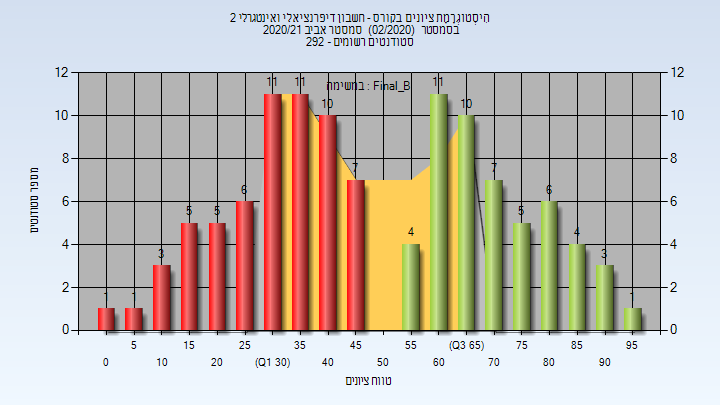 הִיסְטוֹגְרָמַת ציונים בקורס - חשבון דיפרנציאלי ואינטגרלי 2
בסמסטר (02/2020) סמסטר אביב 2020/21
סטודנטים רשומים - 292
במשימה : Final_B
מספר סטודנטים
12 12
10 10
8 8
6 6
4 4
2 2
0 0
1 1 3 5 5 6 11 11 10 7 4 11 10 7 5 6 4 3 1
5 15 25 35 45 55 (Q3 65) 75 85 95
0 10 20 (Q1 30) 40 50 60 70 80 90
טווח ציונים